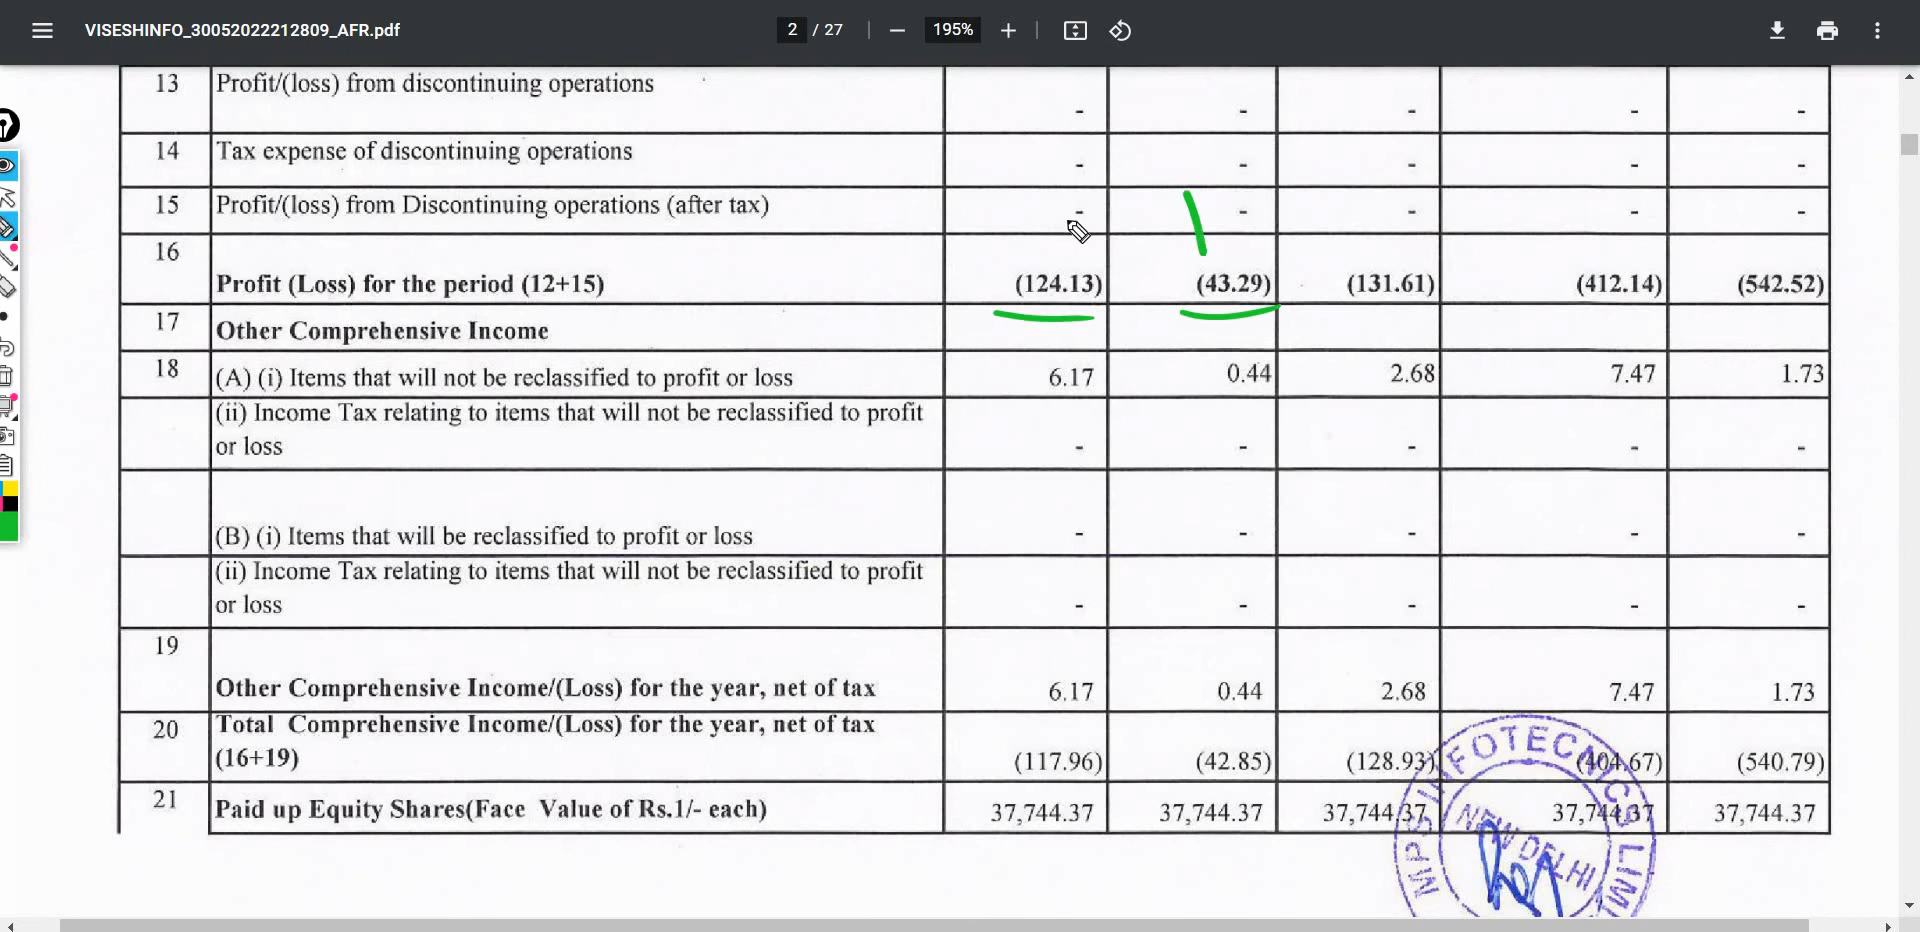 VISESHINFO_30052022212809_AFR.pdf 2 / 27 195%
13 Profit/(loss) from discontinuing operations - - - - -
14 Tax expense of discontinuing operations - - - - -
15 Profit/(loss) from Discontinuing operations (after tax) - - - - -
16
Profit (Loss) for the period (12+15) (124.13) (43.29) (131.61) (412.14) (542.52)
17 Other Comprehensive Income
18 (A) (i) Items that will not be reclassified to profit or loss 6.17 0.44 2.68 7.47 1.73
(ii) Income Tax relating to items that will not be reclassified to profit
or loss - - - - -
(B) (i) Items that will be reclassified to profit or loss - - - - -
(ii) Income Tax relating to items that will not be reclassified to profit
or loss - - - - -
19
Other Comprehensive Income/(Loss) for the year, net of tax 6.17 0.44 2.68 7.47 1.73
20 Total Comprehensive Income/(Loss) for the year, net of tax
(16+19) (117.96) (42.85) (128.93) (404.67) (540.79)
21 Paid up Equity Shares(Face Value of Rs.1/- each) 37,744.37 37,744.37 37,744.37 37,744.37 37,744.37
MPS INFOTECNICS LIMI
NEW DELHI